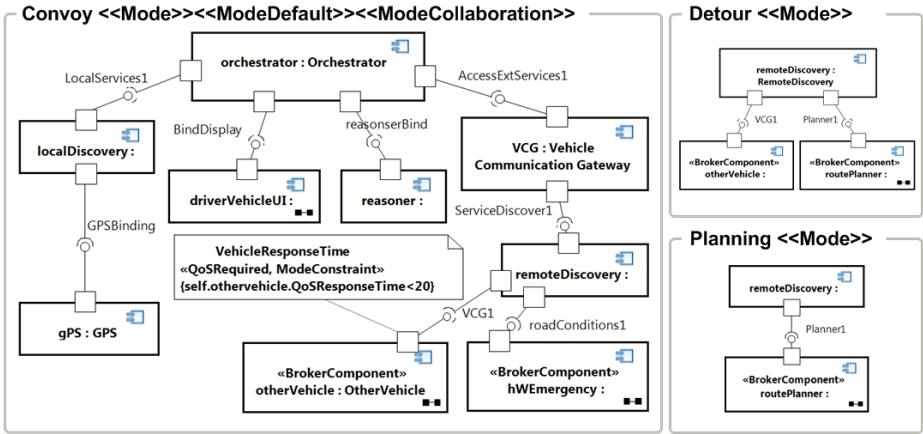 Convoy <<Mode>><<ModeDefault>><<ModeCollaboration>>
orchestrator : Orchestrator
LocalServices1
AccessExtServices1
BindDisplay
reasonserBind
localDiscovery :
VCG : Vehicle
Communication Gateway
driverVehicleUI :
reasoner :
ServiceDiscover1
GPSBinding
VehicleResponseTime
«QoSRequired, ModeConstraint»
{self.othervehicle.QoSResponseTime<20}
remoteDiscovery :
VCG1
roadConditions1
gPS : GPS
«BrokerComponent»
otherVehicle : OtherVehicle
«BrokerComponent»
hWEmergency :
Detour <<Mode>>
remoteDiscovery :
RemoteDiscovery
VCG1
Planner1
«BrokerComponent»
otherVehicle :
«BrokerComponent»
routePlanner :
Planning <<Mode>>
remoteDiscovery :
Planner1
«BrokerComponent»
routePlanner :